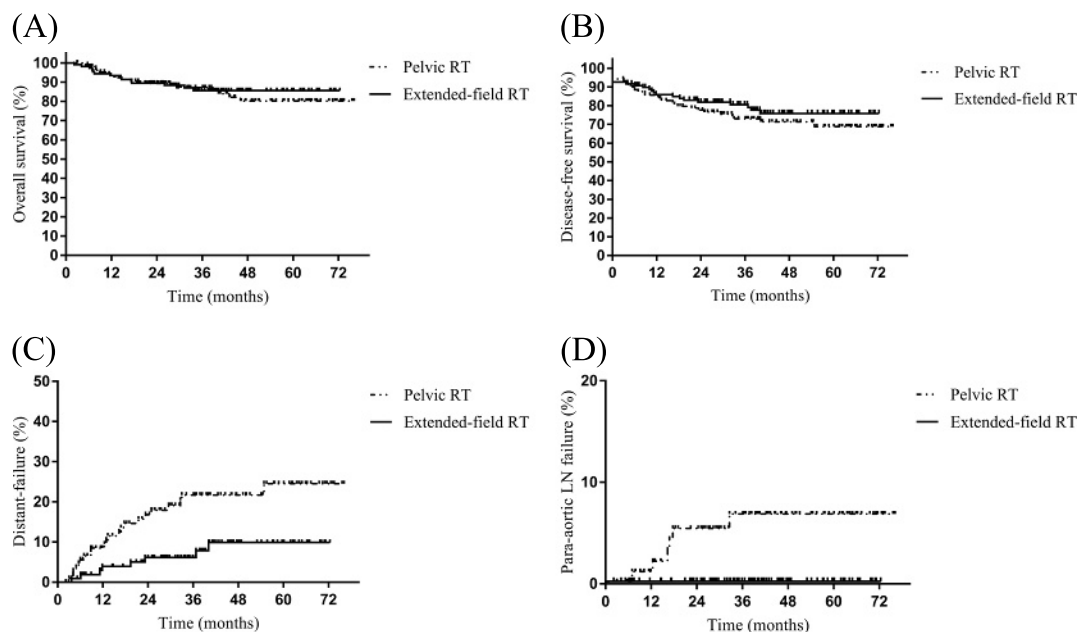 (A)
100
90
80
70
60
50
40
30
20
10
0
Overall survival (%)
0 12 24 36 48 60 72
Time (months)
Pelvic RT
Extended-field RT
(B)
100
90
80
70
60
50
40
30
20
10
0
Disease-free survival (%)
0 12 24 36 48 60 72
Time (months)
Pelvic RT
Extended-field RT
(C)
50
40
30
20
10
0
Distant-failure (%)
0 12 24 36 48 60 72
Time (months)
Pelvic RT
Extended-field RT
(D)
20
10
0
Para-aortic LN failure (%)
0 12 24 36 48 60 72
Time (months)
Pelvic RT
Extended-field RT